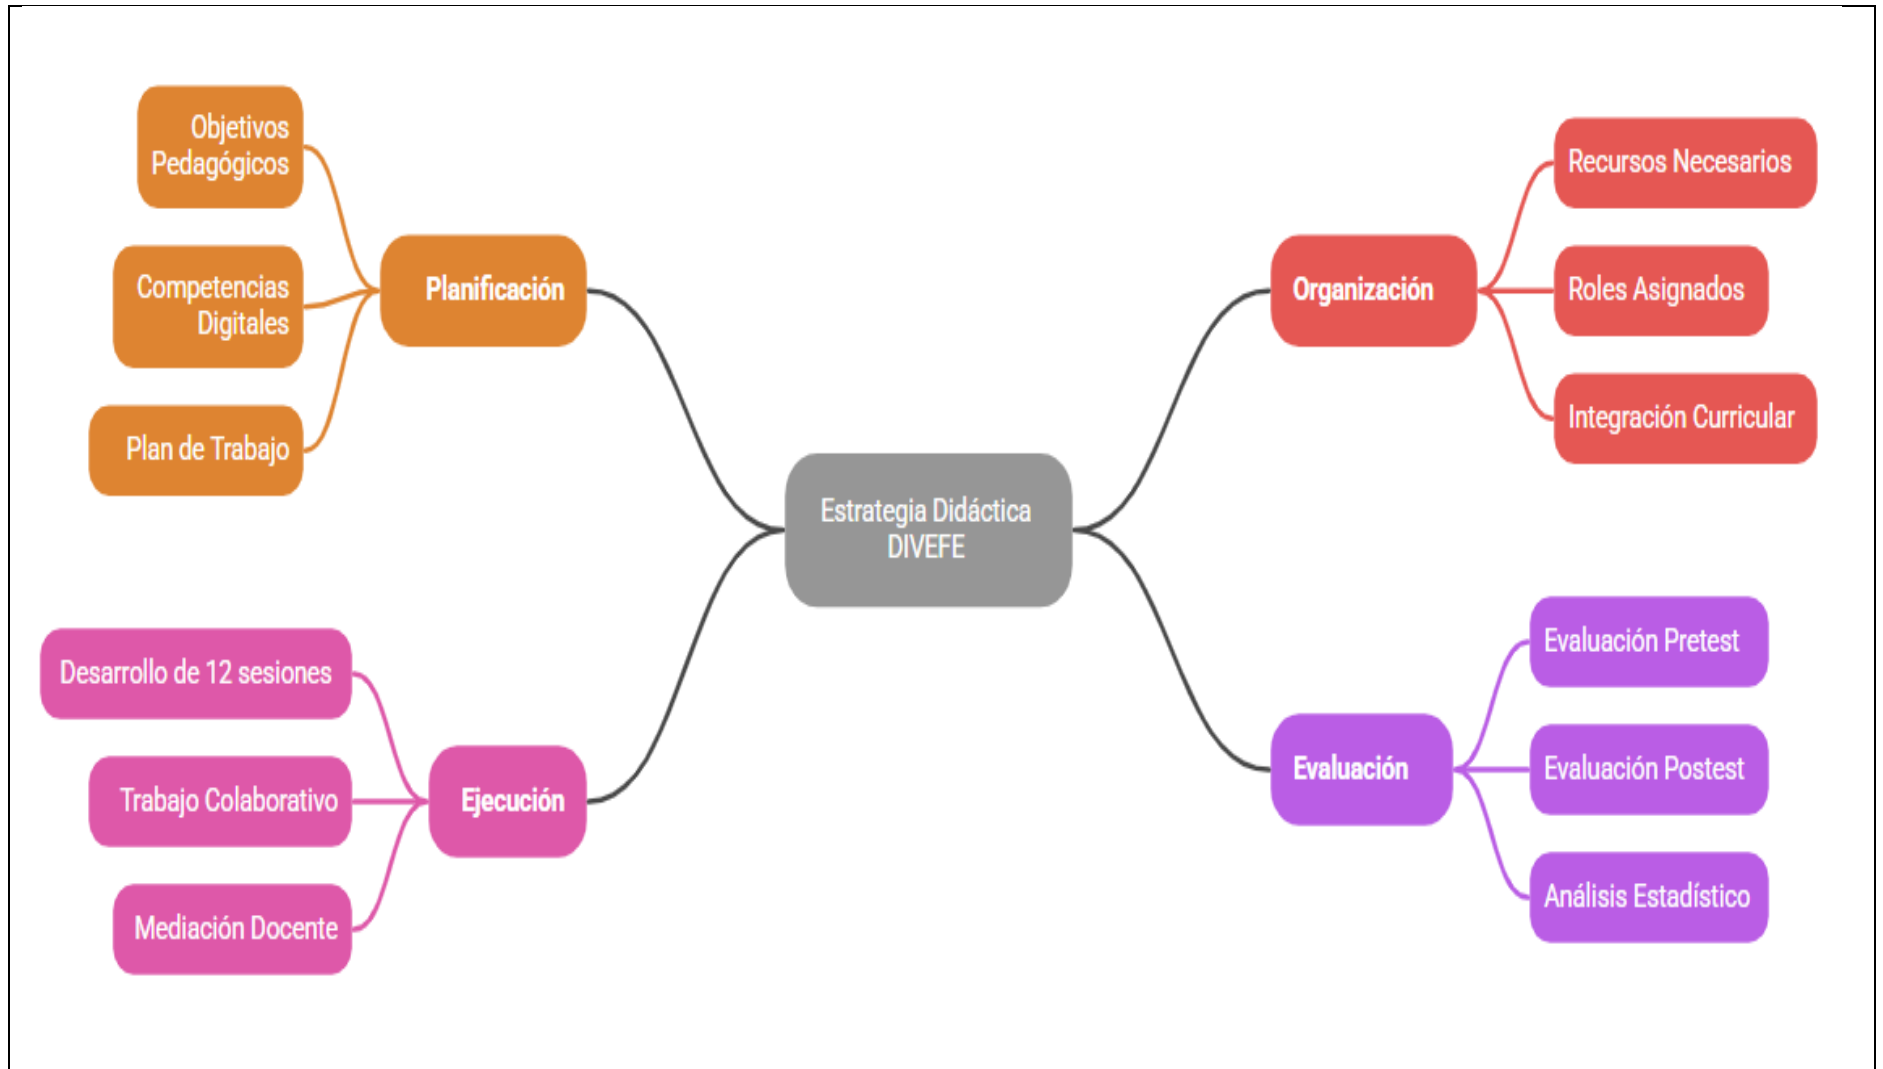 Objetivos
Pedagógicos
Competencias
Digitales
Plan de Trabajo
Planificación
Desarrollo de 12 sesiones
Trabajo Colaborativo
Mediación Docente
Ejecución
Estrategia Didáctica
DIVEFE
Organización
Recursos Necesarios
Roles Asignados
Integración Curricular
Evaluación
Evaluación Pretest
Evaluación Postest
Análisis Estadístico